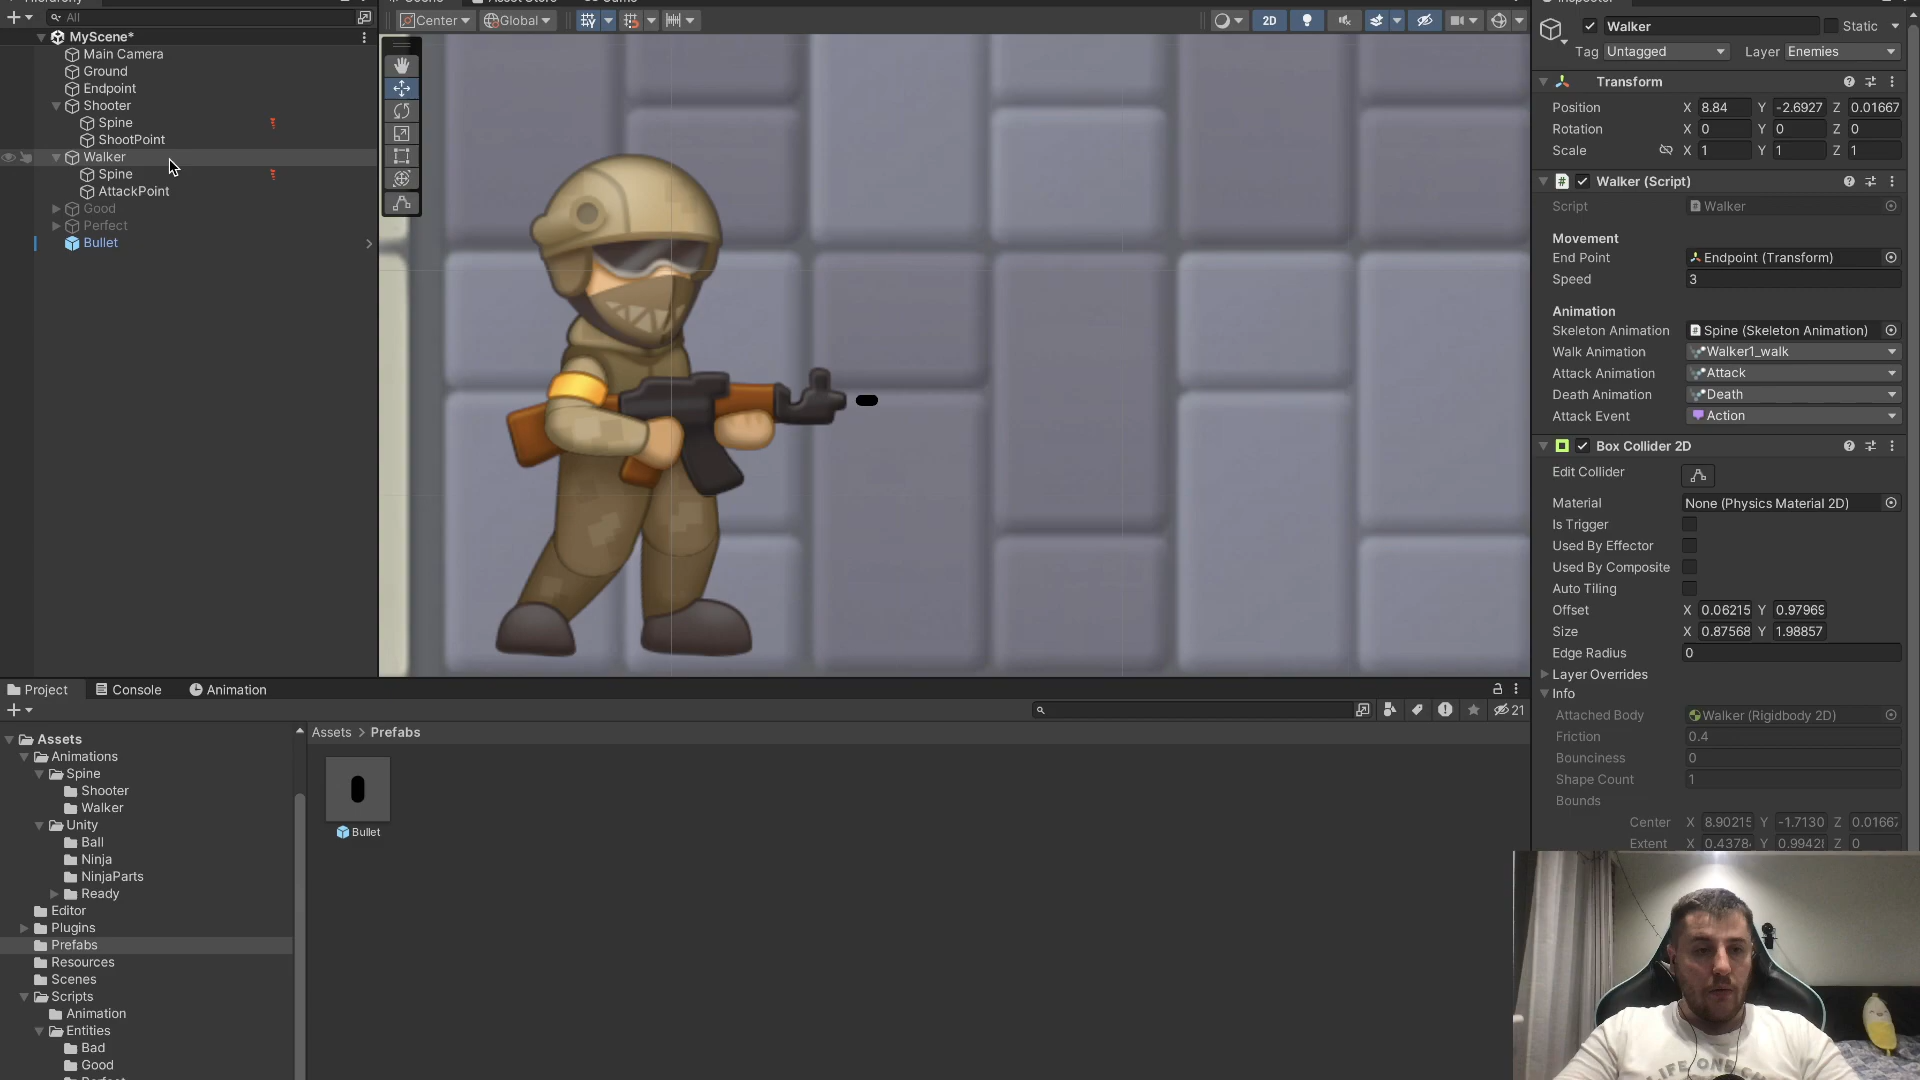 All
Center
Global
2D
Walker
Static
Tag
Untagged
Layer
Enemies
MyScene*
Main Camera
Ground
Endpoint
Shooter
Spine
ShootPoint
Walker
Spine
AttackPoint
Good
Perfect
Bullet
Transform
Position X 8.84 Y -2.6927 Z 0.01667
Rotation X 0 Y 0 Z 0
Scale X 1 Y 1 Z 1
Walker (Script)
Script Walker
Movement
End Point Endpoint (Transform)
Speed 3
Animation
Skeleton Animation Spine (Skeleton Animation)
Walk Animation Walker1_walk
Attack Animation Attack
Death Animation Death
Attack Event Action
Box Collider 2D
Edit Collider
Material None (Physics Material 2D)
Is Trigger
Used By Effector
Used By Composite
Auto Tiling
Offset X 0.06215 Y 0.97969
Size X 0.87568 Y 1.98857
Edge Radius 0
Layer Overrides
Info
Attached Body Walker (Rigidbody 2D)
Friction 0.4
Bounciness 0
Shape Count 1
Bounds
Center X 8.90215 Y -1.7130 Z 0.01667
Extent X 0.4378 Y 0.9942 Z 0
Project
Console
Animation
21
Assets
Animations
Spine
Shooter
Walker
Unity
Ball
Ninja
NinjaParts
Ready
Editor
Plugins
Prefabs
Resources
Scenes
Scripts
Animation
Entities
Bad
Good
Assets > Prefabs
Bullet